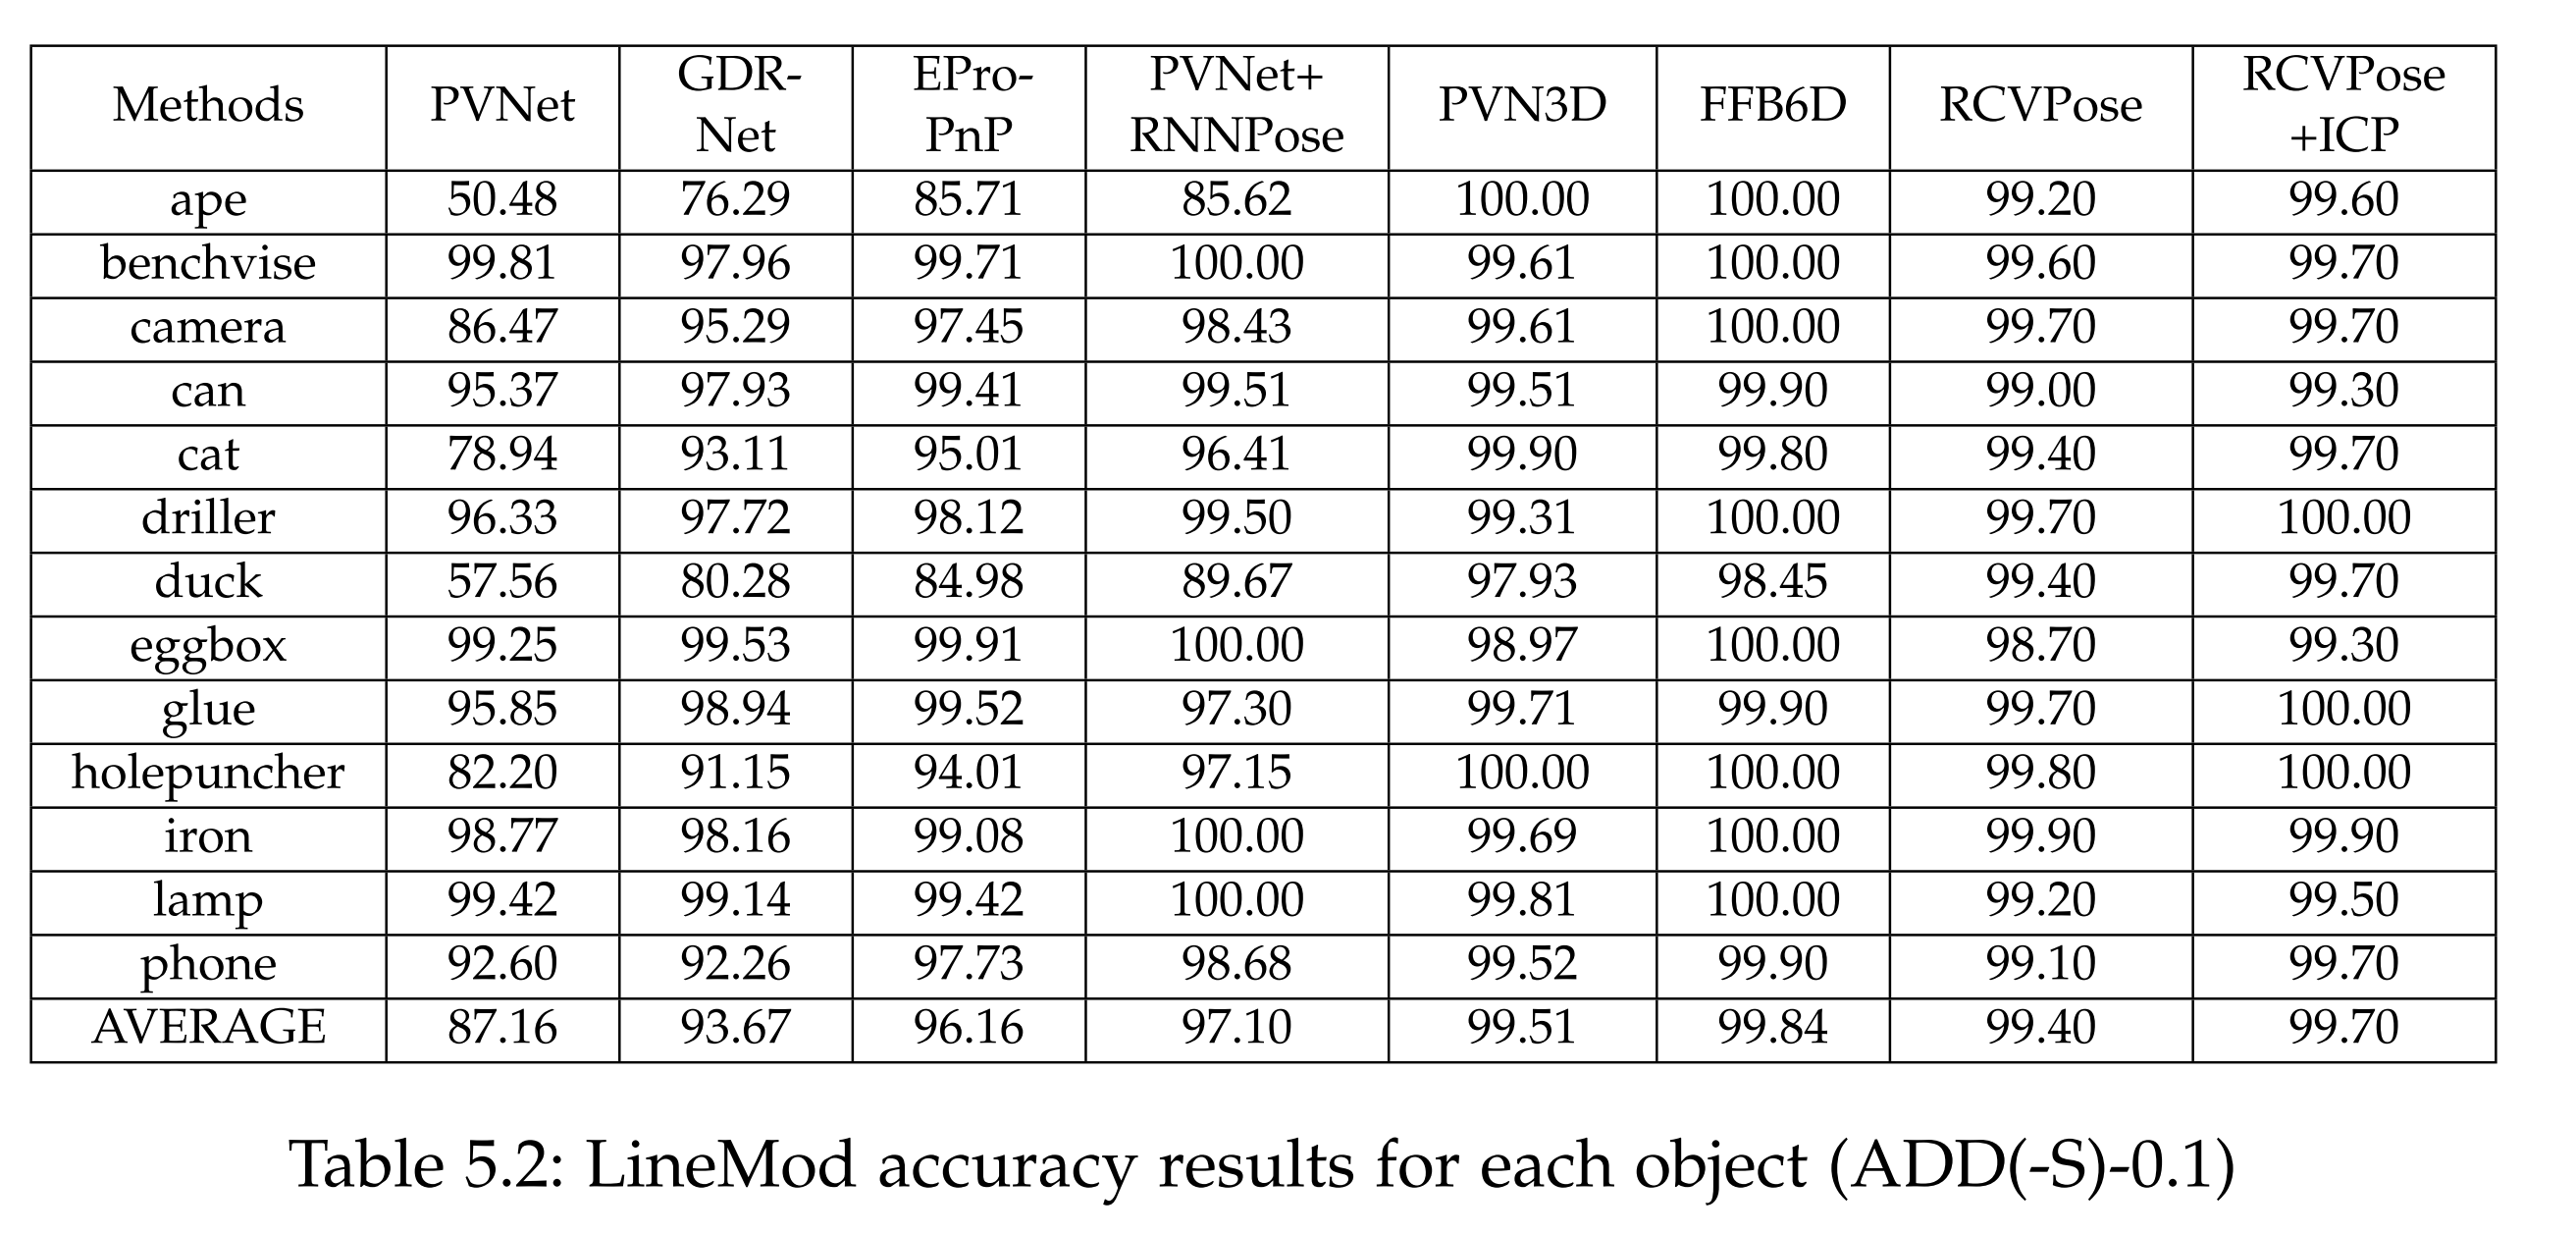 Methods PVNet GDR-Net EPro-PnP PVNet+RNNPose PVN3D FFB6D RCVPose RCVPose+ICP
ape 50.48 76.29 85.71 85.62 100.00 100.00 99.20 99.60
benchvise 99.81 97.96 99.71 100.00 99.61 100.00 99.60 99.70
camera 86.47 95.29 97.45 98.43 99.61 100.00 99.70 99.70
can 95.37 97.93 99.41 99.51 99.51 99.90 99.00 99.30
cat 78.94 93.11 95.01 96.41 99.90 99.80 99.40 99.70
driller 96.33 97.72 98.12 99.50 99.31 100.00 99.70 100.00
duck 57.56 80.28 84.98 89.67 97.93 98.45 99.40 99.70
eggbox 99.25 99.53 99.91 100.00 98.97 100.00 98.70 99.30
glue 95.85 98.94 99.52 97.30 99.71 99.90 99.70 100.00
holepuncher 82.20 91.15 94.01 97.15 100.00 100.00 99.80 100.00
iron 98.77 98.16 99.08 100.00 99.69 100.00 99.90 99.90
lamp 99.42 99.14 99.42 100.00 99.81 100.00 99.20 99.50
phone 92.60 92.26 97.73 98.68 99.52 99.90 99.10 99.70
AVERAGE 87.16 93.67 96.16 97.10 99.51 99.84 99.40 99.70
Table 5.2: LineMod accuracy results for each object (ADD(-S)-0.1)